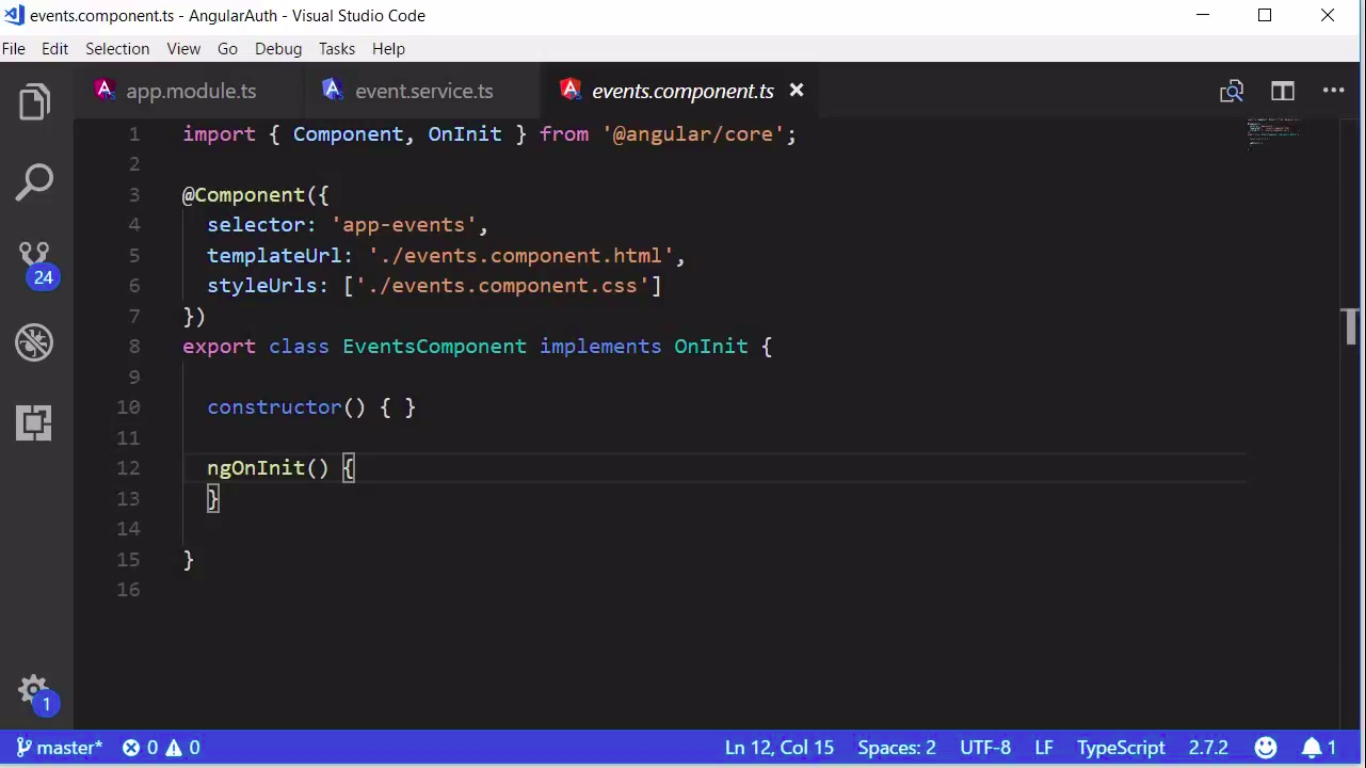 events.component.ts - AngularAuth - Visual Studio Code
File Edit Selection View Go Debug Tasks Help
app.module.ts event.service.ts events.component.ts
1 import { Component, OnInit } from '@angular/core';
2
3 @Component({
4 selector: 'app-events',
5 templateUrl: './events.component.html',
6 styleUrls: ['./events.component.css']
7 })
8 export class EventsComponent implements OnInit {
9
10 constructor() { }
11
12 ngOnInit() {
13 }
14
15 }
16
24
1
master* 0 0 Ln 12, Col 15 Spaces: 2 UTF-8 LF TypeScript 2.7.2 1